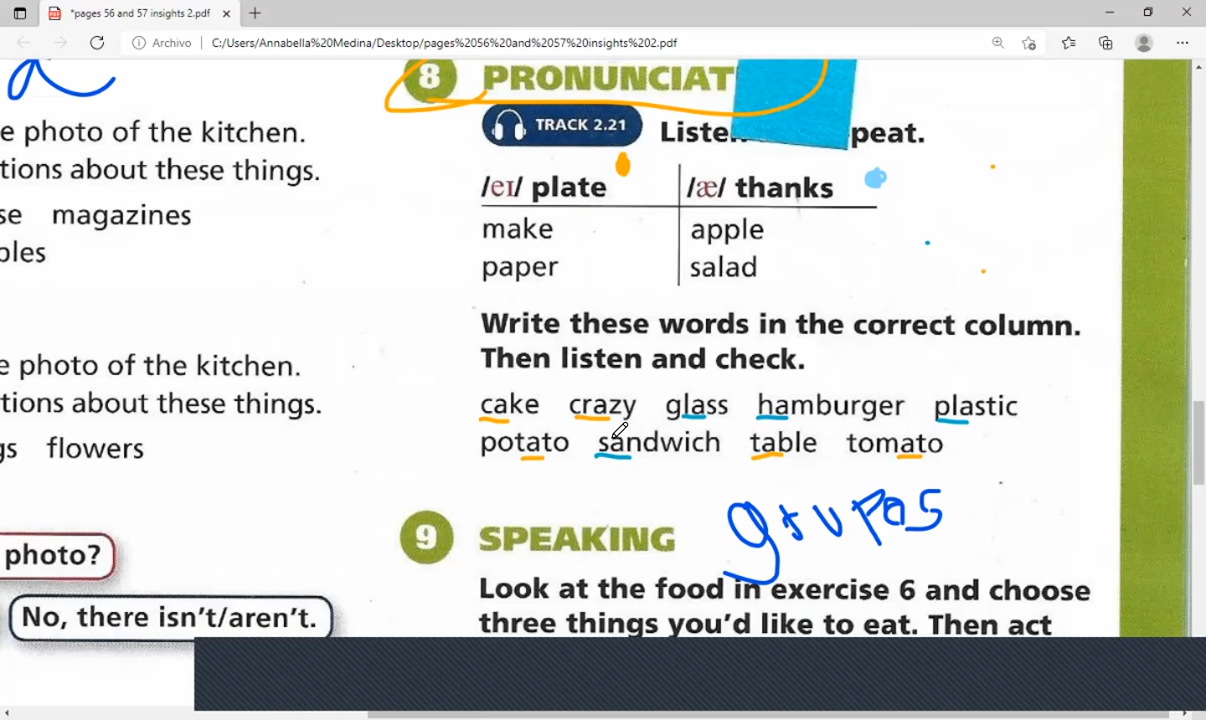 *pages 56 and 57 insights 2.pdf
Archivo C:/Users/Annabella%20Medina/Desktop/pages%2056%20and%2057%20insights%202.pdf
e photo of the kitchen.
tions about these things.
se magazines
bles
e photo of the kitchen.
tions about these things.
gs flowers
photo?
No, there isn't/aren't.
8 PRONUNCIAT
TRACK 2.21 Listen peat.
/eɪ/ plate /æ/ thanks
make apple
paper salad
Write these words in the correct column.
Then listen and check.
cake crazy glass hamburger plastic
potato sandwich table tomato
grupos
9 SPEAKING
Look at the food in exercise 6 and choose
three things you'd like to eat. Then act